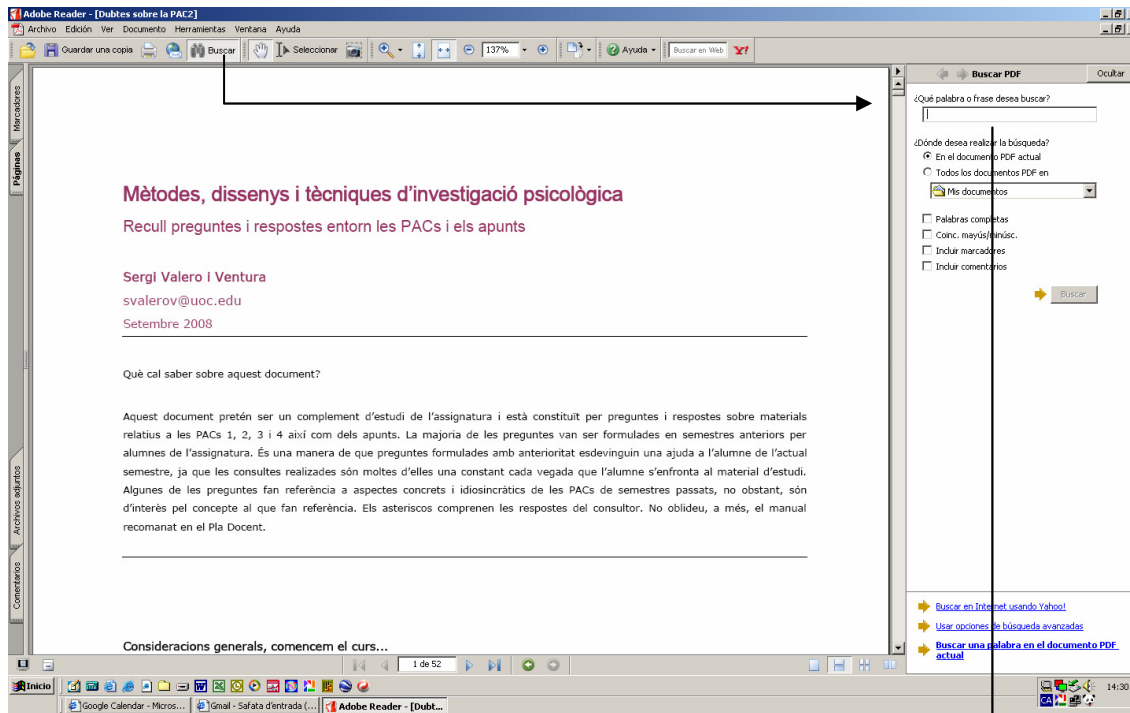 Adobe Reader - [Dubtes sobre la PAC2]
Archivo Edición Ver Documento Herramientas Ventana Ayuda
Guardar una copia Buscar Seleccionar 137% Ayuda Buscar en Web Y!
Marcadores
Páginas
Archivos adjuntos
Comentarios
Mètodes, dissenys i tècniques d'investigació psicològica
Recull preguntes i respostes entorn les PACs i els apunts
Sergi Valero i Ventura
svalerov@uoc.edu
Setembre 2008
Què cal saber sobre aquest document?
Aquest document pretén ser un complement d'estudi de l'assignatura i està constituït per preguntes i respostes sobre materials
relatius a les PACs 1, 2, 3 i 4 així com dels apunts. La majoria de les preguntes van ser formulades en semestres anteriors per
alumnes de l'assignatura. És una manera de que preguntes formulades amb anterioritat esdevinguin una ajuda a l'alumne de l'actual
semestre, ja que les consultes realizades són moltes d'elles una constant cada vegada que l'alumne s'enfronta al material d'estudi.
Algunes de les preguntes fan referència a aspectes concrets i idiosincràtics de les PACs de semestres passats, no obstant, són
d'interès pel concepte al que fan referència. Els asteriscos comprenen les respostes del consultor. No oblideu, a més, el manual
recomanat en el Pla Docent.
Consideracions generals, comencem el curs...
Buscar PDF Ocultar
¿Qué palabra o frase desea buscar?
¿Dónde desea realizar la búsqueda?
En el documento PDF actual
Todos los documentos PDF en
Mis documentos
Palabras completas
Coinc. mayús/minúsc.
Incluir marcadores
Incluir comentarios
Buscar
Buscar en Internet usando Yahoo!
Usar opciones de búsqueda avanzadas
Buscar una palabra en el documento PDF
actual
1 de 52
Inicio
14:30
CA
Google Calendar - Micros... Gmail - Safata d'entrada (... Adobe Reader - [Dubt...